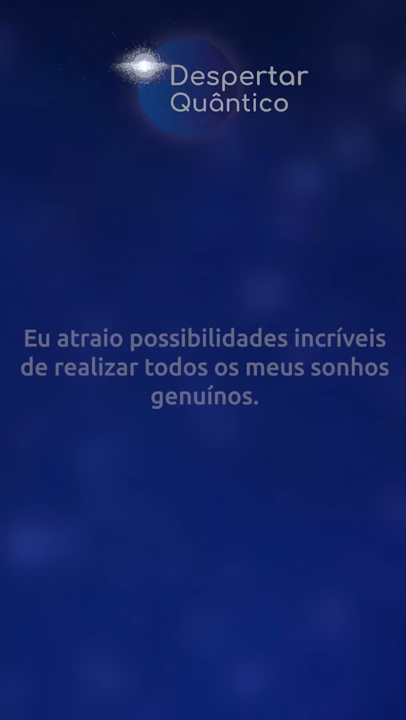 Despertar
Quântico
Eu atraio possibilidades incríveis
de realizar todos os meus sonhos
genuínos.